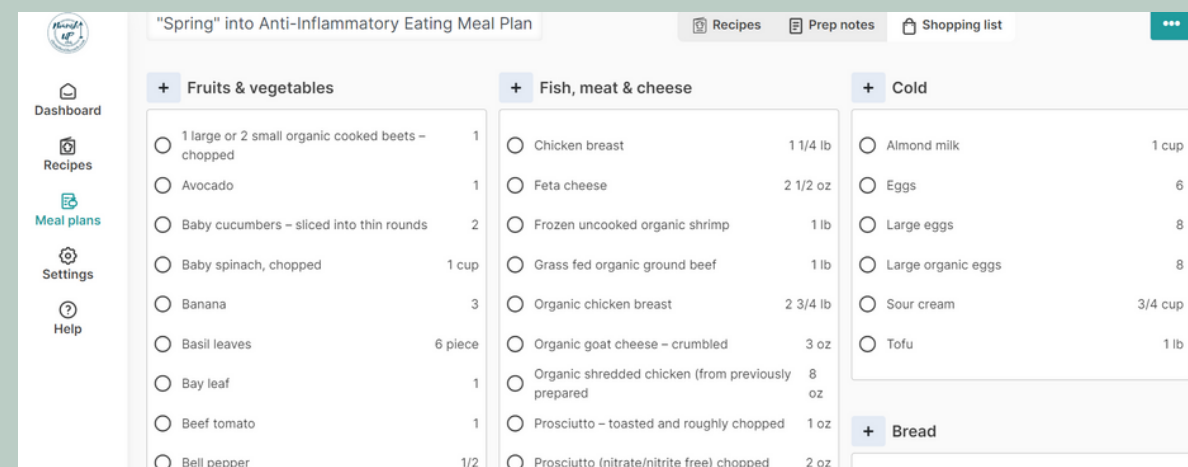 Nourish
UP
"Spring" into Anti-Inflammatory Eating Meal Plan
Recipes
Prep notes
Shopping list
Dashboard
Recipes
Meal plans
Settings
Help
+ Fruits & vegetables
1 large or 2 small organic cooked beets – 1
chopped
Avocado 1
Baby cucumbers – sliced into thin rounds 2
Baby spinach, chopped 1 cup
Banana 3
Basil leaves 6 piece
Bay leaf 1
Beef tomato 1
Bell pepper 1/2
+ Fish, meat & cheese
Chicken breast 1 1/4 lb
Feta cheese 2 1/2 oz
Frozen uncooked organic shrimp 1 lb
Grass fed organic ground beef 1 lb
Organic chicken breast 2 3/4 lb
Organic goat cheese – crumbled 3 oz
Organic shredded chicken (from previously 8
prepared oz
Prosciutto – toasted and roughly chopped 1 oz
Prosciutto (nitrate/nitrite free) chopped 2 oz
+ Cold
Almond milk 1 cup
Eggs 6
Large eggs 8
Large organic eggs 8
Sour cream 3/4 cup
Tofu 1 lb
+ Bread